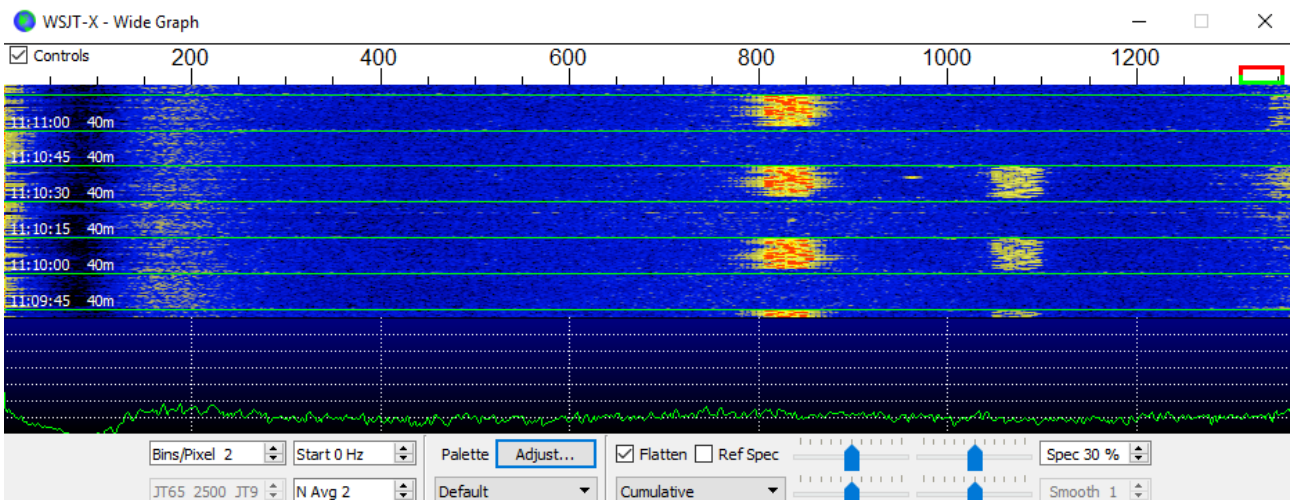 WSJT-X - Wide Graph
Controls 200 400 600 800 1000 1200
11:11:00 40m
11:10:45 40m
11:10:30 40m
11:10:15 40m
11:10:00 40m
11:09:45 40m
Bins/Pixel 2 Start 0 Hz Palette Adjust... Flatten Ref Spec Spec 30 %
JT65 2500 JT9 N Avg 2 Default Cumulative Smooth 1